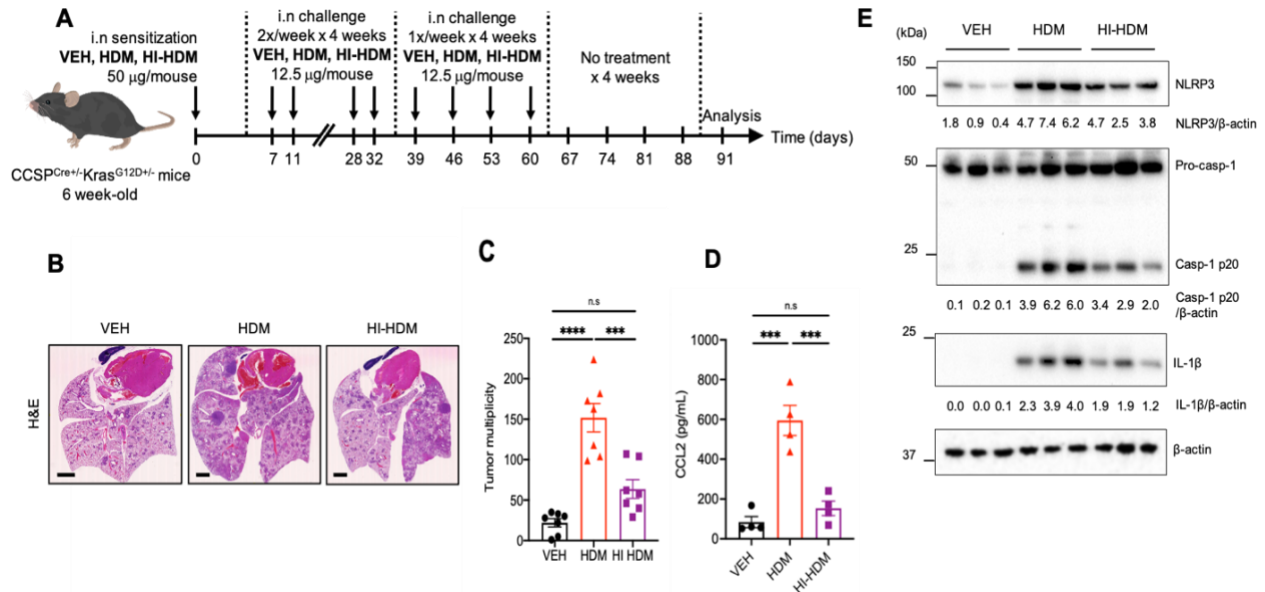 A
i.n sensitization
VEH, HDM, HI-HDM
50 µg/mouse
i.n challenge
2x/week x 4 weeks
VEH, HDM, HI-HDM
12.5 µg/mouse
i.n challenge
1x/week x 4 weeks
VEH, HDM, HI-HDM
12.5 µg/mouse
No treatment
x 4 weeks
Analysis
Time (days)
0 7 11 28 32 39 46 53 60 67 74 81 88 91
CCSPCre+/-KrasG12D+/- mice
6 week-old
B
VEH HDM HI-HDM
H&E
C
n.s
**** ***
Tumor multiplicity
250
200
150
100
50
0
VEH HDM HI HDM
D
n.s
*** ***
CCL2 (pg/mL)
1000
800
600
400
200
0
VEH HDM HI-HDM
E
(kDa) VEH HDM HI-HDM
150
100
NLRP3
1.8 0.9 0.4 4.7 7.4 6.2 4.7 2.5 3.8 NLRP3/β-actin
50
Pro-casp-1
25
Casp-1 p20
0.1 0.2 0.1 3.9 6.2 6.0 3.4 2.9 2.0 Casp-1 p20
/β-actin
25
IL-1β
0.0 0.0 0.1 2.3 3.9 4.0 1.9 1.9 1.2 IL-1β/β-actin
37
β-actin